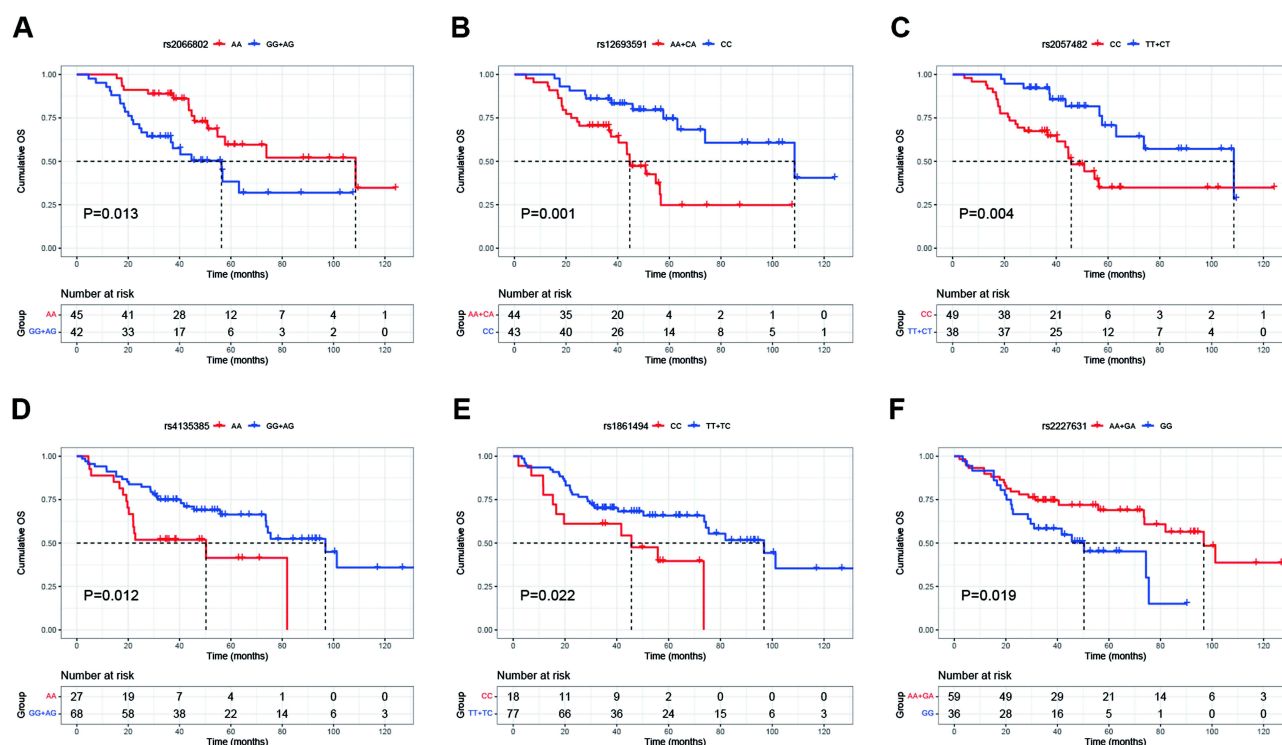 A
rs2066802 AA GG+AG
Cumulative OS
1.00
0.75
0.50
0.25
0.00
P=0.013
0 20 40 60 80 100 120
Time (months)
Number at risk
Group
AA 45 41 28 12 7 4 1
GG+AG 42 33 17 6 3 2 0
0 20 40 60 80 100 120
Time (months)
B
rs12693591 AA+CA CC
Cumulative OS
1.00
0.75
0.50
0.25
0.00
P=0.001
0 20 40 60 80 100 120
Time (months)
Number at risk
Group
AA+CA 44 35 20 4 2 1 0
CC 43 40 26 14 8 5 1
0 20 40 60 80 100 120
Time (months)
C
rs2057482 CC TT+CT
Cumulative OS
1.00
0.75
0.50
0.25
0.00
P=0.004
0 20 40 60 80 100 120
Time (months)
Number at risk
Group
CC 49 38 21 6 3 2 1
TT+CT 38 37 25 12 7 4 0
0 20 40 60 80 100 120
Time (months)
D
rs4135385 AA GG+AG
Cumulative OS
1.00
0.75
0.50
0.25
0.00
P=0.012
0 20 40 60 80 100 120
Time (months)
Number at risk
Group
AA 27 19 7 4 1 0 0
GG+AG 68 58 38 22 14 6 3
0 20 40 60 80 100 120
Time (months)
E
rs1861494 CC TT+TC
Cumulative OS
1.00
0.75
0.50
0.25
0.00
P=0.022
0 20 40 60 80 100 120
Time (months)
Number at risk
Group
CC 18 11 9 2 0 0 0
TT+TC 77 66 36 24 15 6 3
0 20 40 60 80 100 120
Time (months)
F
rs2227631 AA+GA GG
Cumulative OS
1.00
0.75
0.50
0.25
0.00
P=0.019
0 20 40 60 80 100 120
Time (months)
Number at risk
Group
AA+GA 59 49 29 21 14 6 3
GG 36 28 16 5 1 0 0
0 20 40 60 80 100 120
Time (months)